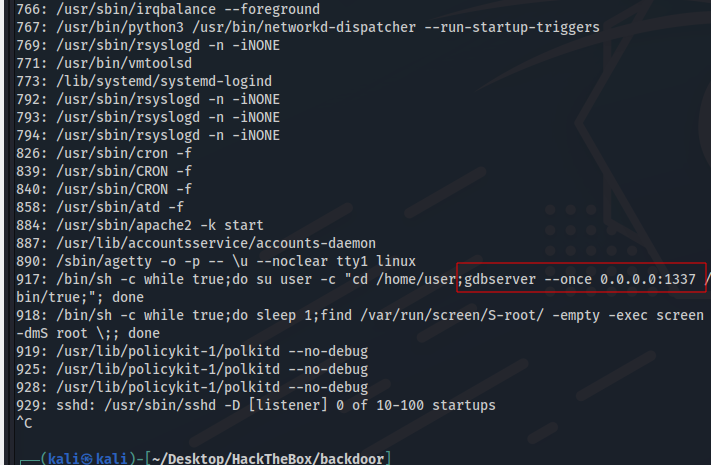 766: /usr/sbin/irqbalance --foreground
767: /usr/bin/python3 /usr/bin/networkd-dispatcher --run-startup-triggers
769: /usr/sbin/rsyslogd -n -iNONE
771: /usr/bin/vmtoolsd
773: /lib/systemd/systemd-logind
792: /usr/sbin/rsyslogd -n -iNONE
793: /usr/sbin/rsyslogd -n -iNONE
794: /usr/sbin/rsyslogd -n -iNONE
826: /usr/sbin/cron -f
839: /usr/sbin/CRON -f
840: /usr/sbin/CRON -f
858: /usr/sbin/atd -f
884: /usr/sbin/apache2 -k start
887: /usr/lib/accountsservice/accounts-daemon
890: /sbin/agetty -o -p -- \u --noclear tty1 linux
917: /bin/sh -c while true;do su user -c "cd /home/user;gdbserver --once 0.0.0.0:1337 /
bin/true;"; done
918: /bin/sh -c while true;do sleep 1;find /var/run/screen/S-root/ -empty -exec screen
-dmS root \;; done
919: /usr/lib/policykit-1/polkitd --no-debug
925: /usr/lib/policykit-1/polkitd --no-debug
928: /usr/lib/policykit-1/polkitd --no-debug
929: sshd: /usr/sbin/sshd -D [listener] 0 of 10-100 startups
^C
┌──(kali㉿kali)-[~/Desktop/HackTheBox/backdoor]